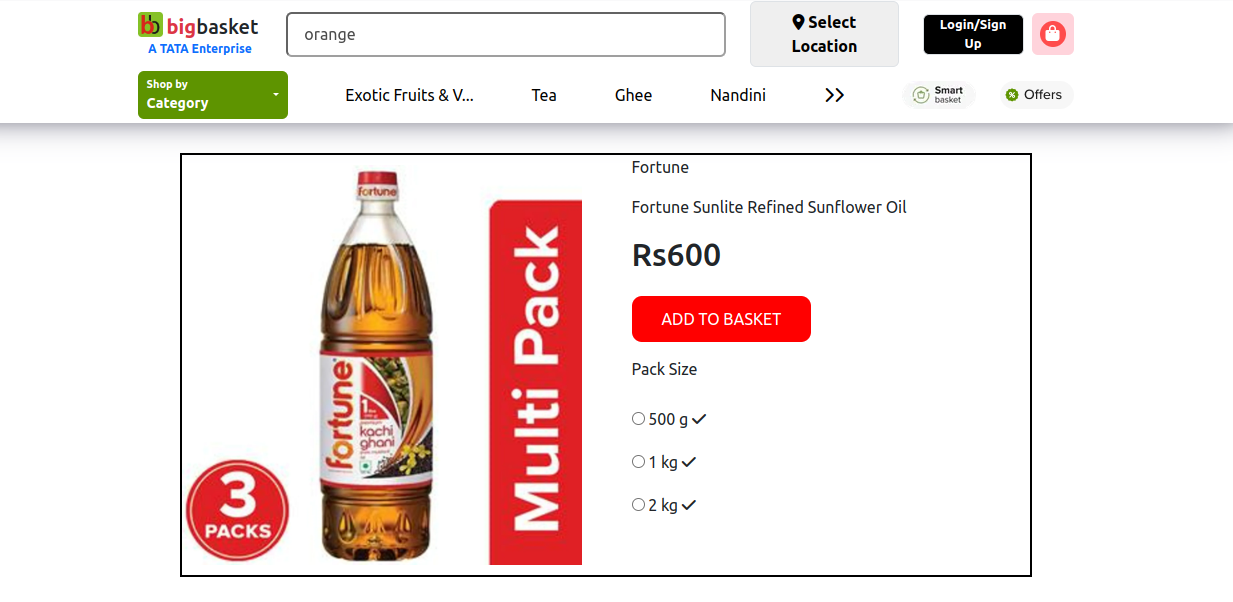 bb bigbasket
A TATA Enterprise
orange
Select
Location
Login/Sign
Up
Shop by
Category
Exotic Fruits & V...
Tea
Ghee
Nandini
Smart
basket
% Offers
Fortune
Fortune Sunlite Refined Sunflower Oil
Rs600
ADD TO BASKET
Pack Size
500 g
1 kg
2 kg
Fortune
fortune
1
kachi
ghani
Multi Pack
3
PACKS